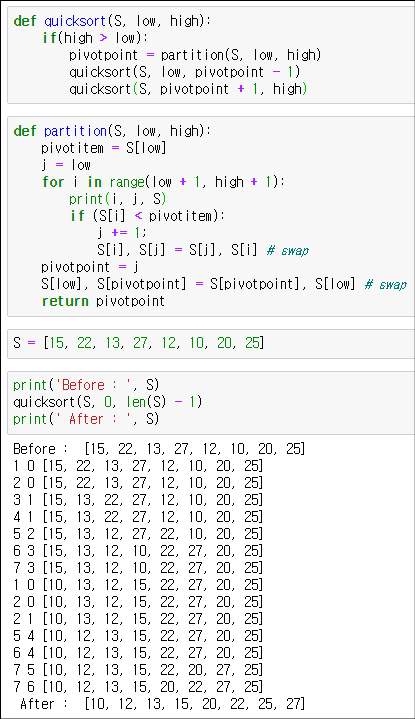 def quicksort(S, low, high):
    if(high > low):
        pivotpoint = partition(S, low, high)
        quicksort(S, low, pivotpoint - 1)
        quicksort(S, pivotpoint + 1, high)
def partition(S, low, high):
    pivotitem = S[low]
    j = low
    for i in range(low + 1, high + 1):
        print(i, j, S)
        if (S[i] < pivotitem):
            j += 1;
            S[i], S[j] = S[j], S[i] # swap
    pivotpoint = j
    S[low], S[pivotpoint] = S[pivotpoint], S[low] # swap
    return pivotpoint
S = [15, 22, 13, 27, 12, 10, 20, 25]
print('Before : ', S)
quicksort(S, 0, len(S) - 1)
print(' After : ', S)
Before :  [15, 22, 13, 27, 12, 10, 20, 25]
1 0 [15, 22, 13, 27, 12, 10, 20, 25]
2 0 [15, 22, 13, 27, 12, 10, 20, 25]
3 1 [15, 13, 22, 27, 12, 10, 20, 25]
4 1 [15, 13, 22, 27, 12, 10, 20, 25]
5 2 [15, 13, 12, 27, 22, 10, 20, 25]
6 3 [15, 13, 12, 10, 22, 27, 20, 25]
7 3 [15, 13, 12, 10, 22, 27, 20, 25]
1 0 [10, 13, 12, 15, 22, 27, 20, 25]
2 0 [10, 13, 12, 15, 22, 27, 20, 25]
2 1 [10, 13, 12, 15, 22, 27, 20, 25]
5 4 [10, 12, 13, 15, 22, 27, 20, 25]
6 4 [10, 12, 13, 15, 22, 27, 20, 25]
7 5 [10, 12, 13, 15, 22, 20, 27, 25]
7 6 [10, 12, 13, 15, 20, 22, 27, 25]
 After :  [10, 12, 13, 15, 20, 22, 25, 27]